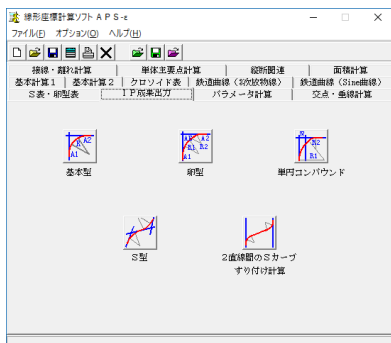 線形座標計算ソフト APS-ε
ファイル(F) オプション(O) ヘルプ(H)
接線・離れ計算 単体主要点計算 縦断関連 面積計算
基本計算1 基本計算2 クロソイド表 鉄道曲線(3次放物線) 鉄道曲線(Sine曲線)
S表・卵型表 IP成果出力 パラメータ計算 交点・垂線計算
基本型 卵型 単円コンパウンド
S型 2直線間のSカーブ
すり付け計算